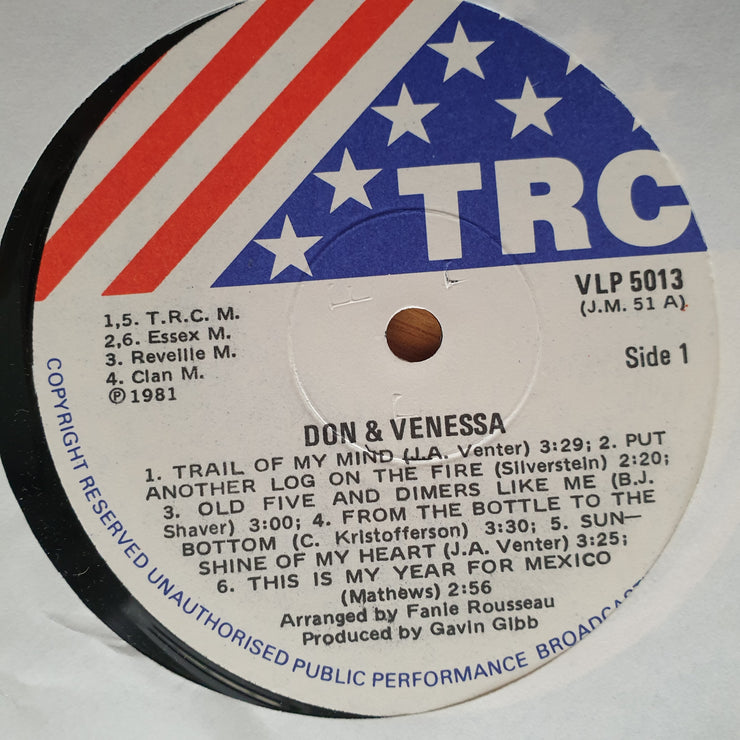 TRC
VLP 5013
(J.M. 51 A)
Side 1
1,5. T.R.C. M.
2,6. Essex M.
3. Reveille M.
4. Clan M.
℗1981
DON & VENESSA
1. TRAIL OF MY MIND (J.A. Venter) 3:29; 2. PUT
ANOTHER LOG ON THE FIRE (Silverstein) 2:20;
3. OLD FIVE AND DIMERS LIKE ME (B.J.
Shaver) 3:00; 4. FROM THE BOTTLE TO THE
BOTTOM (C. Kristofferson) 3:30; 5. SUN—
SHINE OF MY HEART (J.A. Venter) 3:25;
6. THIS IS MY YEAR FOR MEXICO
(Mathews) 2:56
Arranged by Fanie Rousseau
Produced by Gavin Gibb
COPYRIGHT RESERVED UNAUTHORISED PUBLIC PERFORMANCE